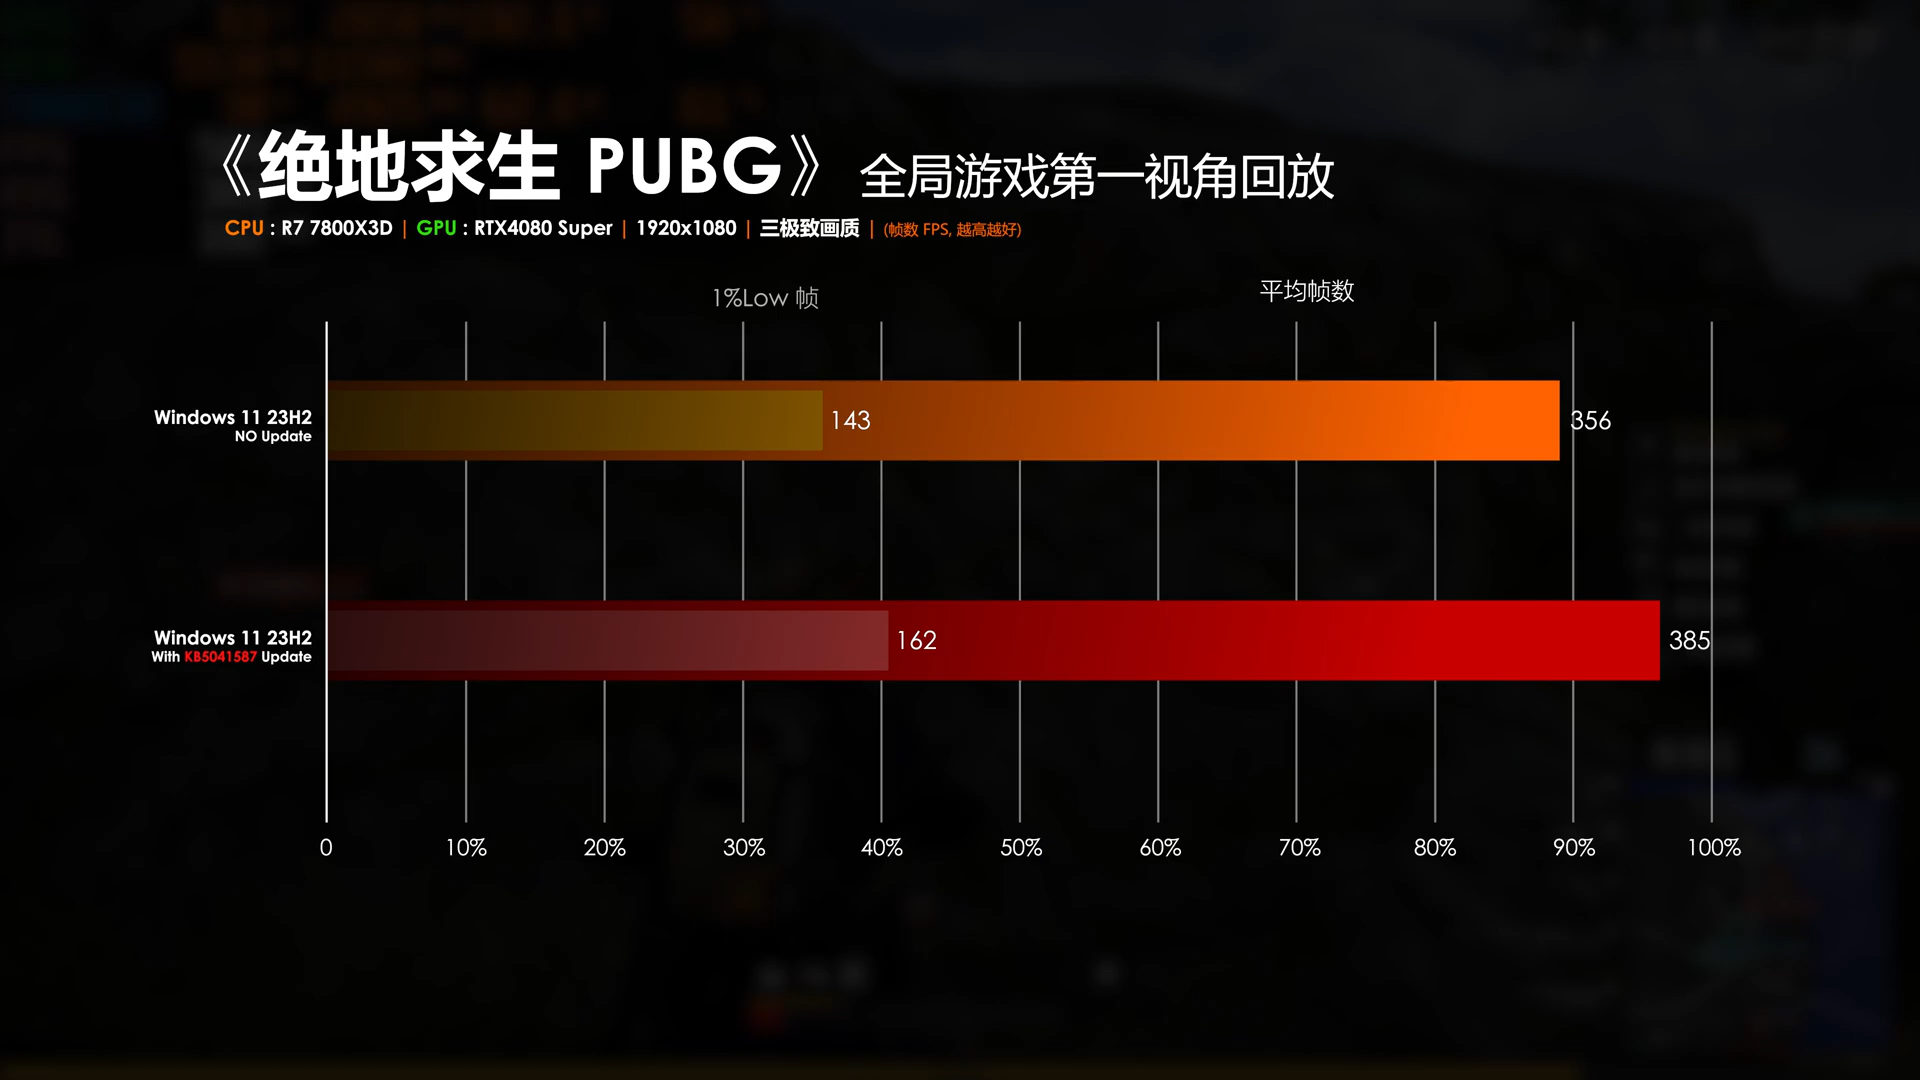 《绝地求生 PUBG》 全局游戏第一视角回放
CPU : R7 7800X3D | GPU : RTX4080 Super | 1920x1080 | 三极致画质 | (帧数 FPS, 越高越好)
1%Low 帧 平均帧数
Windows 11 23H2
NO Update
143 356
Windows 11 23H2
With KB5041587 Update
162 385
0 10% 20% 30% 40% 50% 60% 70% 80% 90% 100%